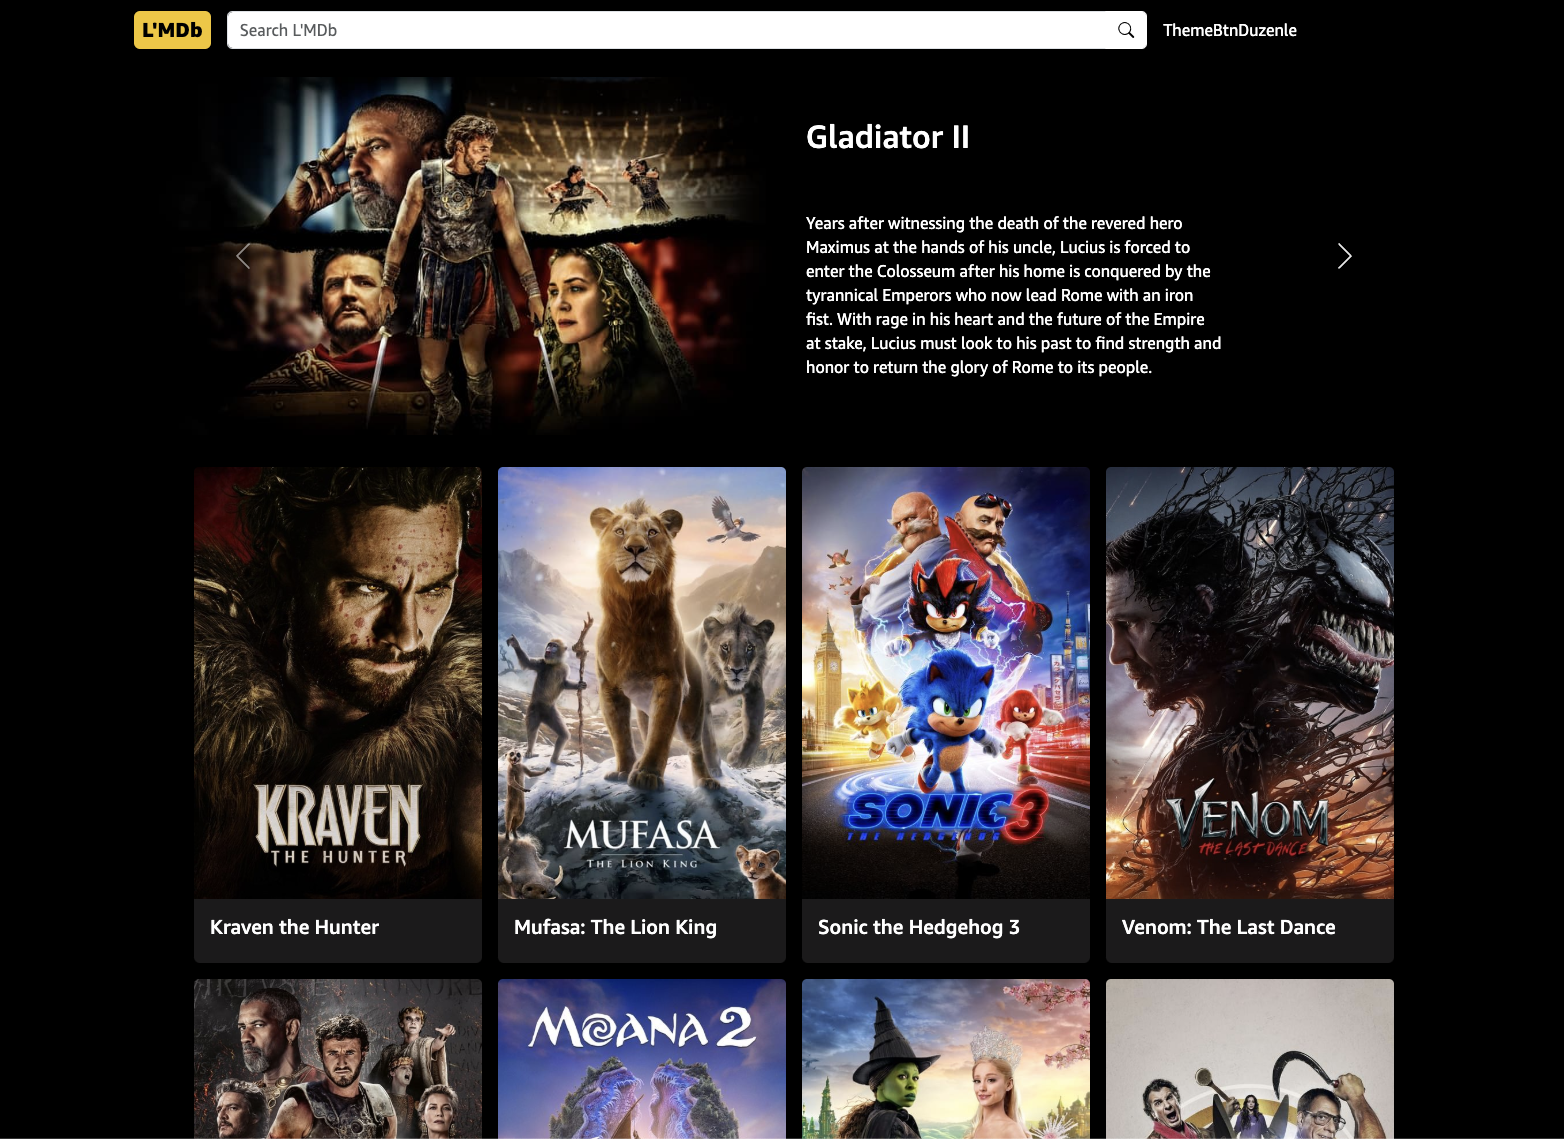 L'MDb
Search L'MDb
ThemeBtnDuzenle
Gladiator II
Years after witnessing the death of the revered hero
Maximus at the hands of his uncle, Lucius is forced to
enter the Colosseum after his home is conquered by the
tyrannical Emperors who now lead Rome with an iron
fist. With rage in his heart and the future of the Empire
at stake, Lucius must look to his past to find strength and
honor to return the glory of Rome to its people.
KRAVEN
THE HUNTER
MUFASA
THE LION KING
SONIC 3
THE HEDGEHOG
VENOM
THE LAST DANCE
Kraven the Hunter
Mufasa: The Lion King
Sonic the Hedgehog 3
Venom: The Last Dance
MOANA 2